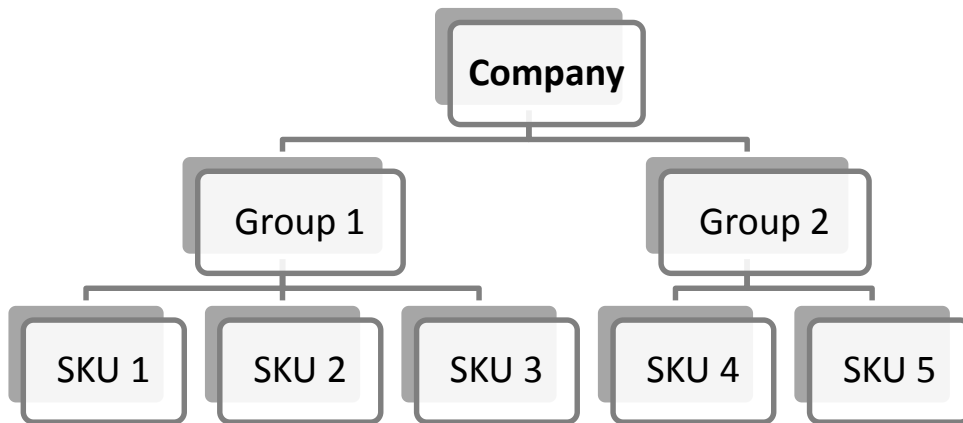 Company
Group 1
Group 2
SKU 1
SKU 2
SKU 3
SKU 4
SKU 5